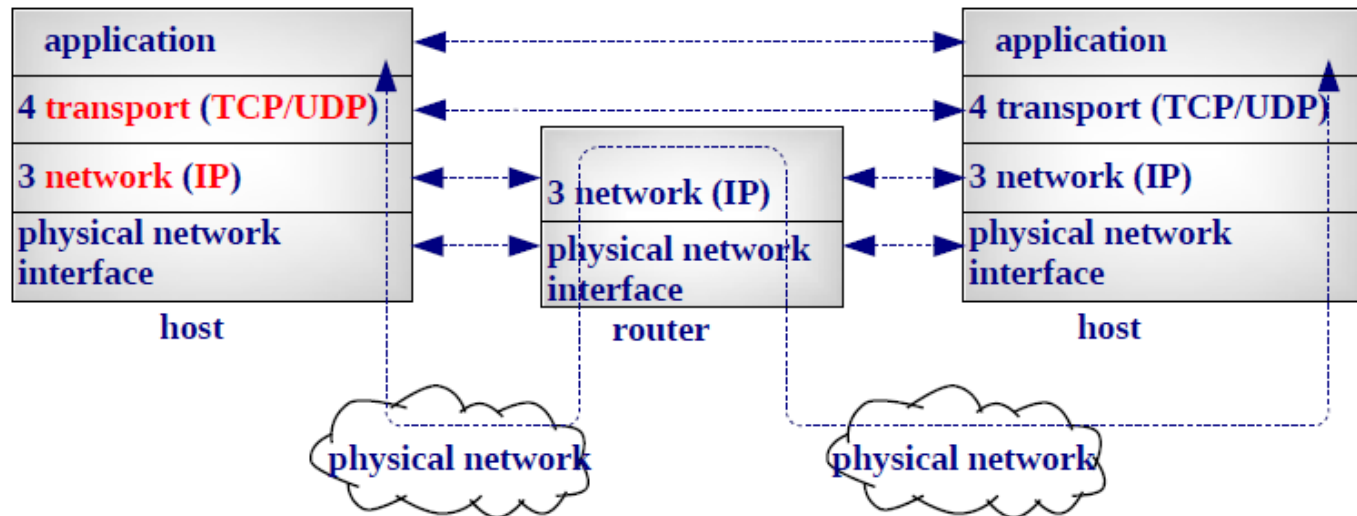 application
4 transport (TCP/UDP)
3 network (IP)
physical network
interface
host
3 network (IP)
physical network
interface
router
application
4 transport (TCP/UDP)
3 network (IP)
physical network
interface
host
physical network
physical network